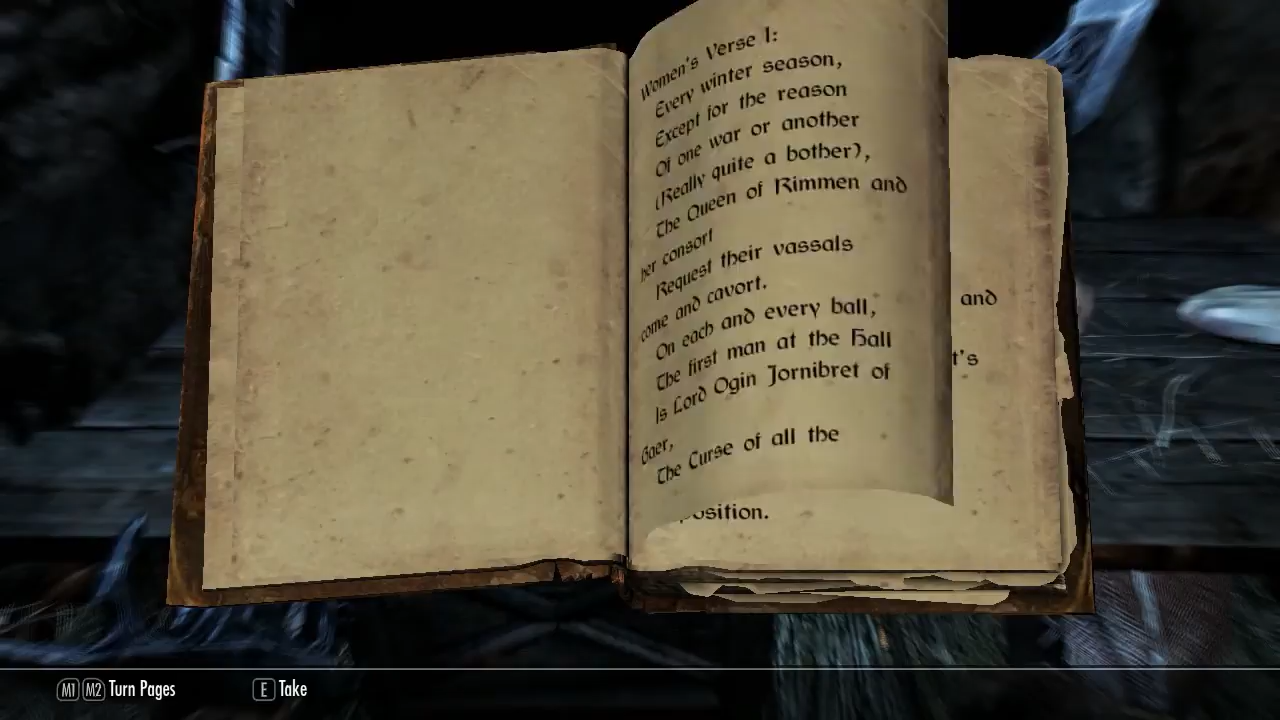 Women's Verse I:
Every winter season,
Except for the reason
Of one war or another
(Really quite a bother),
The Queen of Rimmen and
her consort
Request their vassals
come and cavort.
On each and every ball,
The first man at the Hall
Is Lord Ogin Jornibret of
Gaer,
The Curse of all the
and
t's
osition.
M1 M2 Turn Pages
E Take